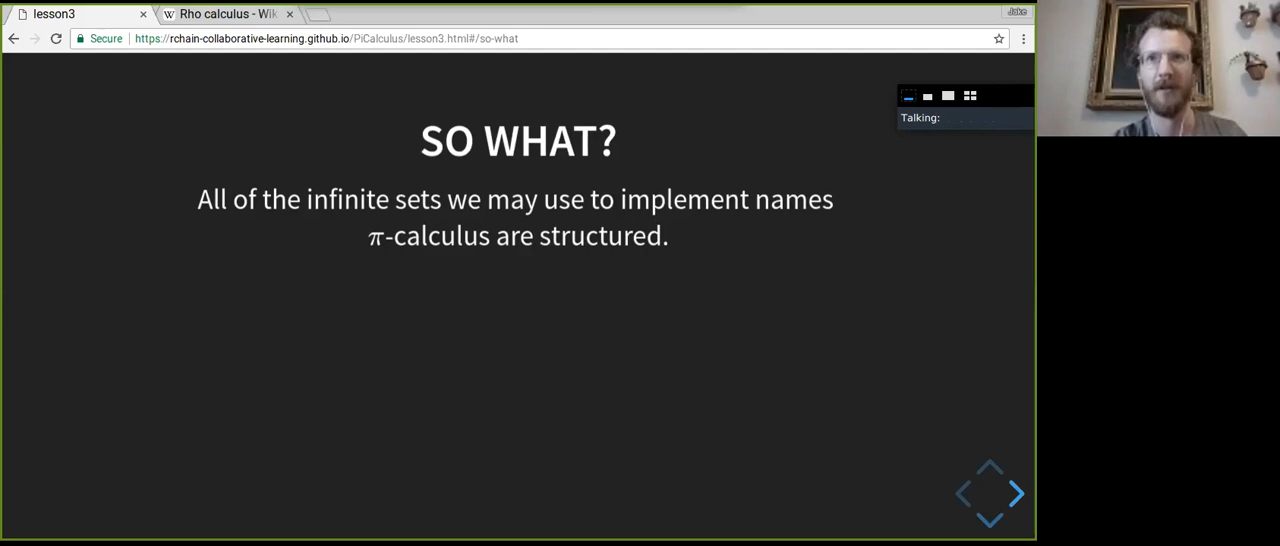 lesson3
Rho calculus - Wik
Jake
Secure
https://rchain-collaborative-learning.github.io/PiCalculus/lesson3.html#/so-what
Talking:
SO WHAT?
All of the infinite sets we may use to implement names
π-calculus are structured.